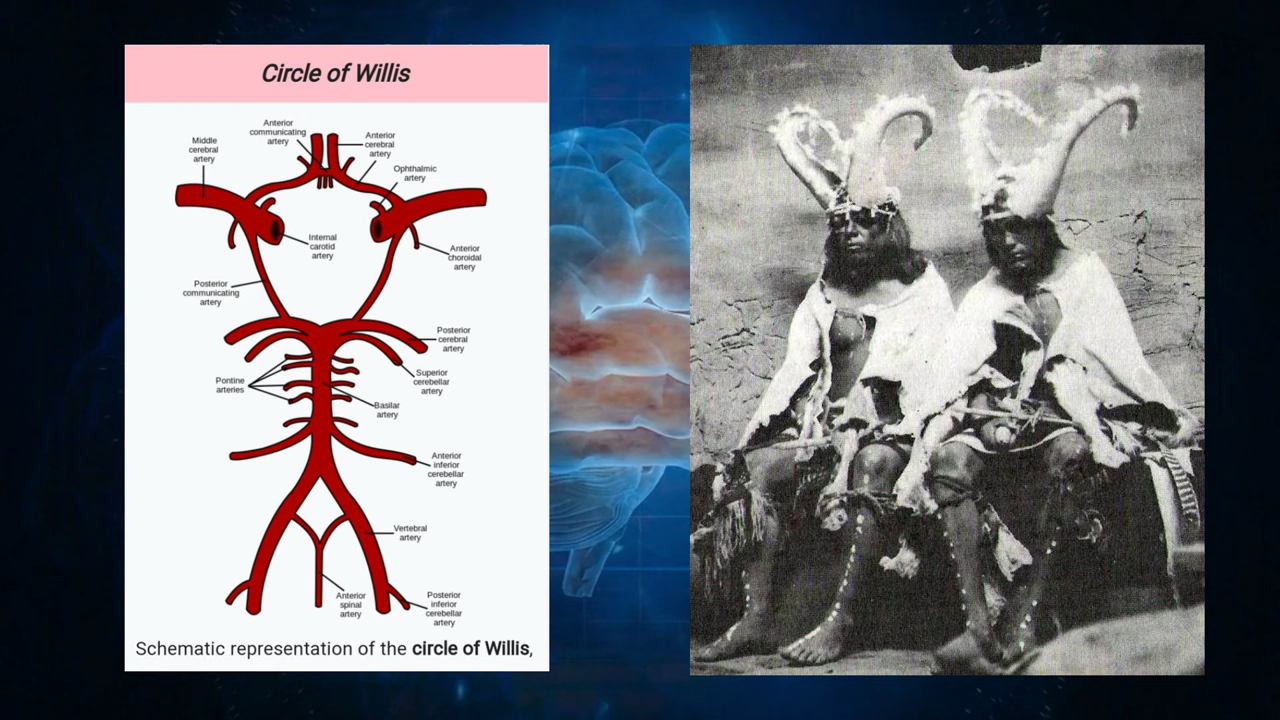 Circle of Willis
Anterior
communicating
artery
Middle
cerebral
artery
Anterior
cerebral
artery
Ophthalmic
artery
Internal
carotid
artery
Anterior
choroidal
artery
Posterior
communicating
artery
Posterior
cerebral
artery
Superior
cerebellar
artery
Pontine
arteries
Basilar
artery
Anterior
inferior
cerebellar
artery
Vertebral
artery
Anterior
spinal
artery
Posterior
inferior
cerebellar
artery
Schematic representation of the circle of Willis,